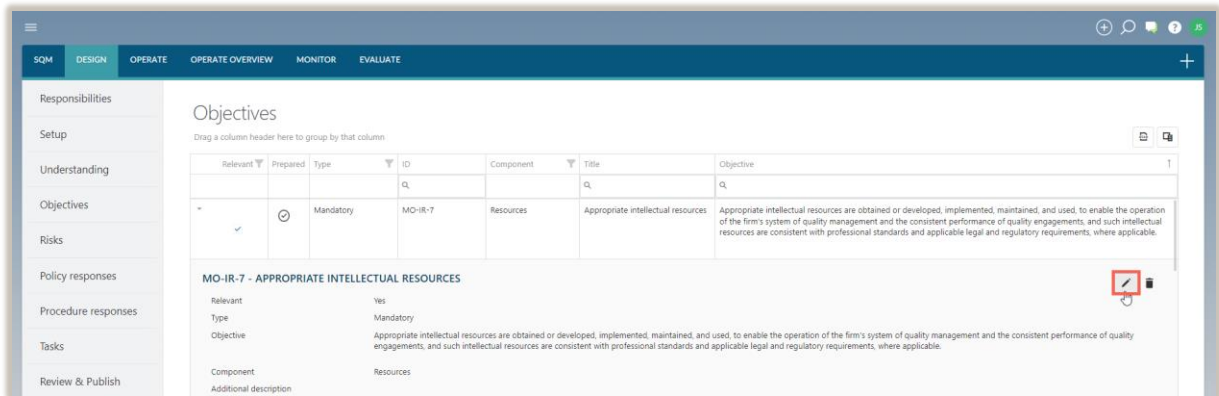 JS
SQM DESIGN OPERATE OPERATE OVERVIEW MONITOR EVALUATE
Responsibilities
Setup
Understanding
Objectives
Risks
Policy responses
Procedure responses
Tasks
Review & Publish
Objectives
Drag a column header here to group by that column
Relevant Prepared Type ID Component Title Objective
Mandatory MO-IR-7 Resources Appropriate intellectual resources Appropriate intellectual resources are obtained or developed, implemented, maintained, and used, to enable the operation
of the firm's system of quality management and the consistent performance of quality engagements, and such intellectual
resources are consistent with professional standards and applicable legal and regulatory requirements, where applicable.
MO-IR-7 - APPROPRIATE INTELLECTUAL RESOURCES
Relevant Yes
Type Mandatory
Objective Appropriate intellectual resources are obtained or developed, implemented, maintained, and used, to enable the operation of the firm's system of quality management and the consistent performance of quality
engagements, and such intellectual resources are consistent with professional standards and applicable legal and regulatory requirements, where applicable.
Component Resources
Additional description